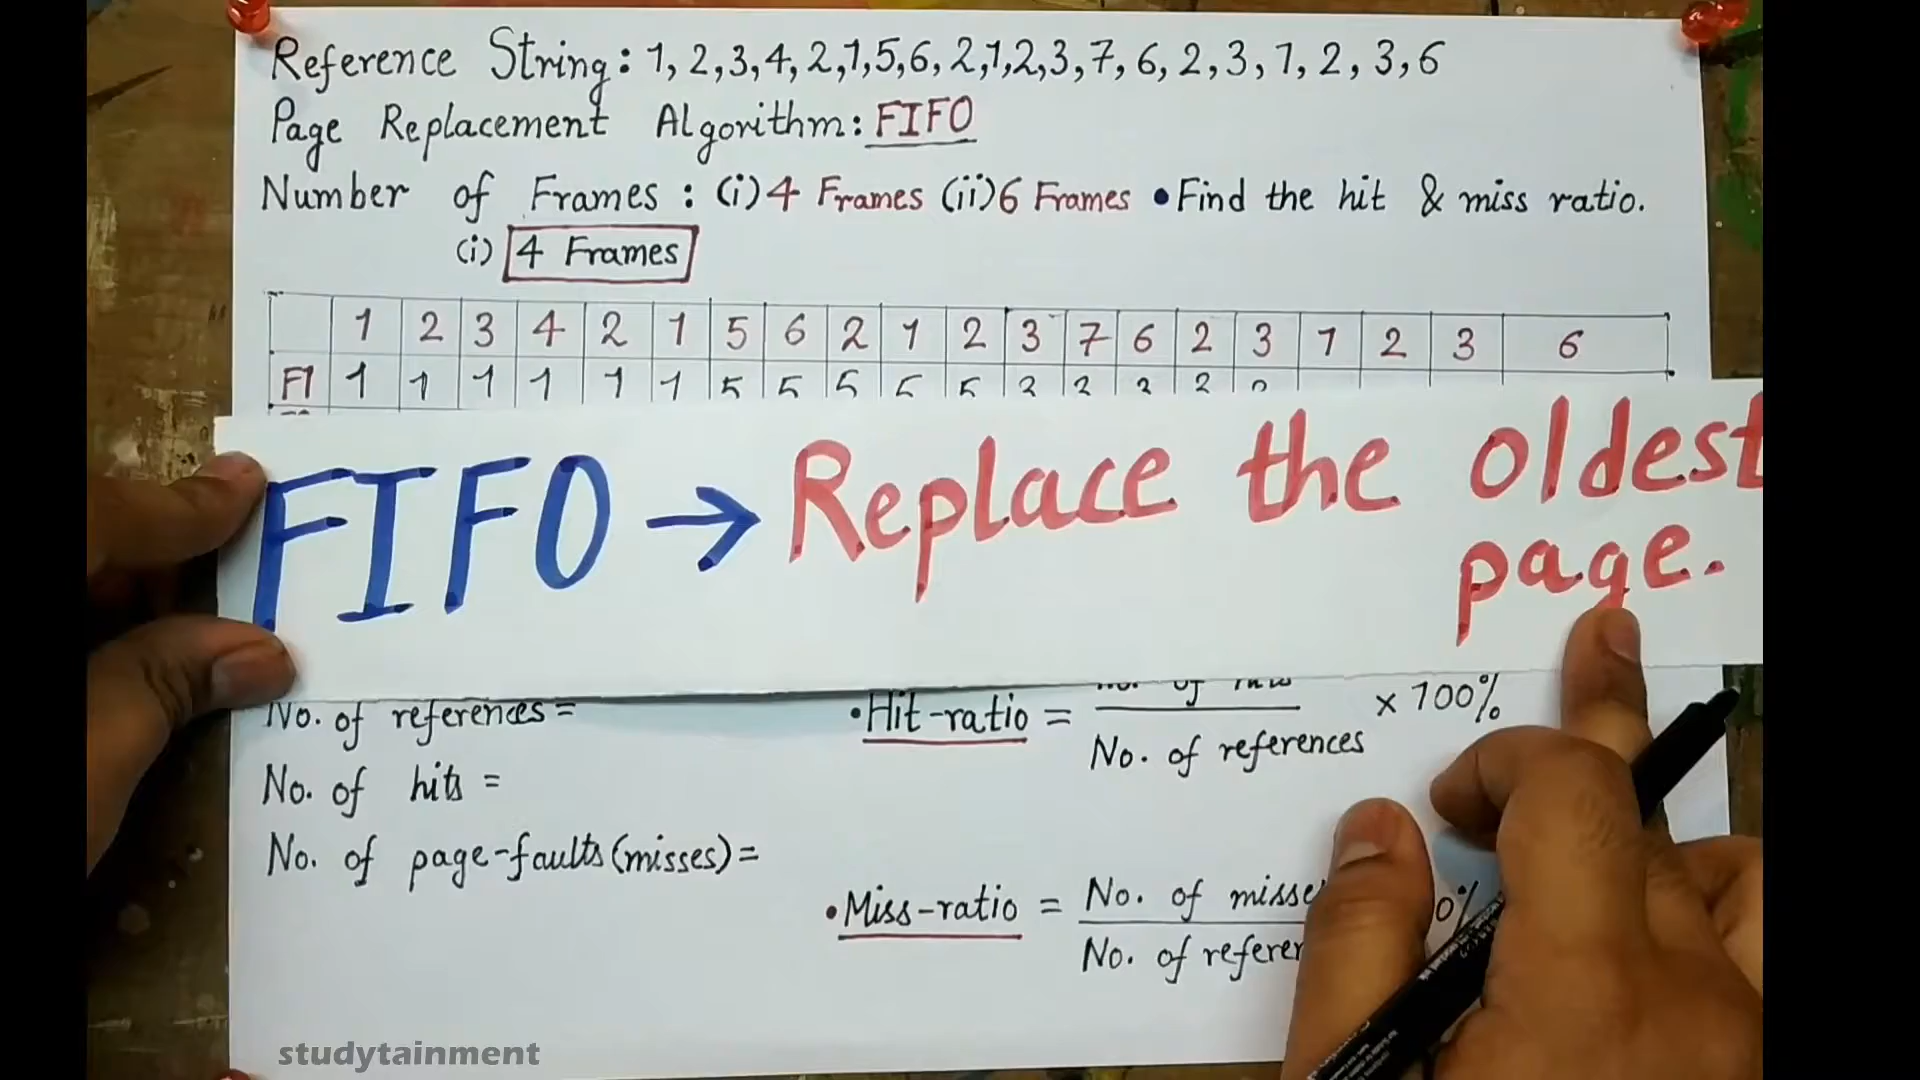 Reference String: 1, 2, 3, 4, 2, 1, 5, 6, 2, 1, 2, 3, 7, 6, 2, 3, 1, 2, 3, 6
Page Replacement Algorithm: FIFO
Number of Frames: (i) 4 Frames (ii) 6 Frames • Find the hit & miss ratio.
(i) 4 Frames
1 2 3 4 2 1 5 6 2 1 2 3 7 6 2 3 1 2 3 6
F1 1 1 1 1 1 1 5 5 5 5 5 3 3 3 3
FIFO → Replace the oldest
page.
No. of references =
• Hit-ratio = / No. of references × 100%
No. of hits =
No. of page-faults (misses) =
• Miss-ratio = No. of / No. of
studytainment